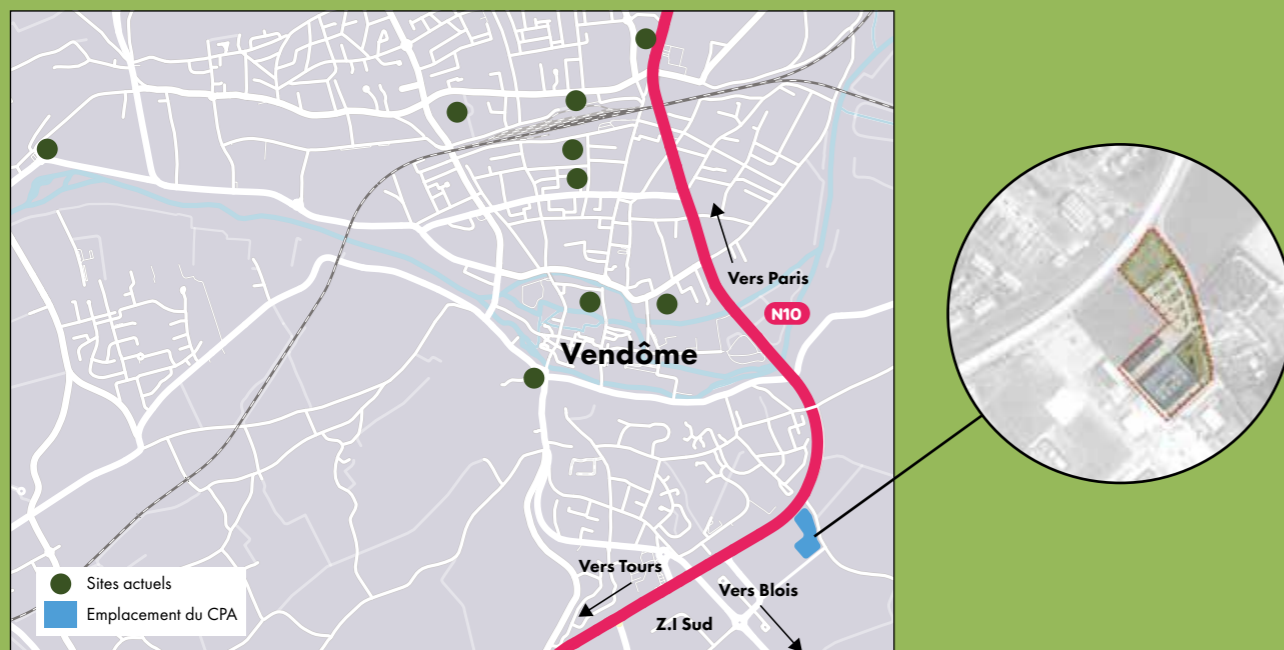 Vers Paris
N10
Vendôme
Vers Tours
Vers Blois
Z.I Sud
Sites actuels
Emplacement du CPA